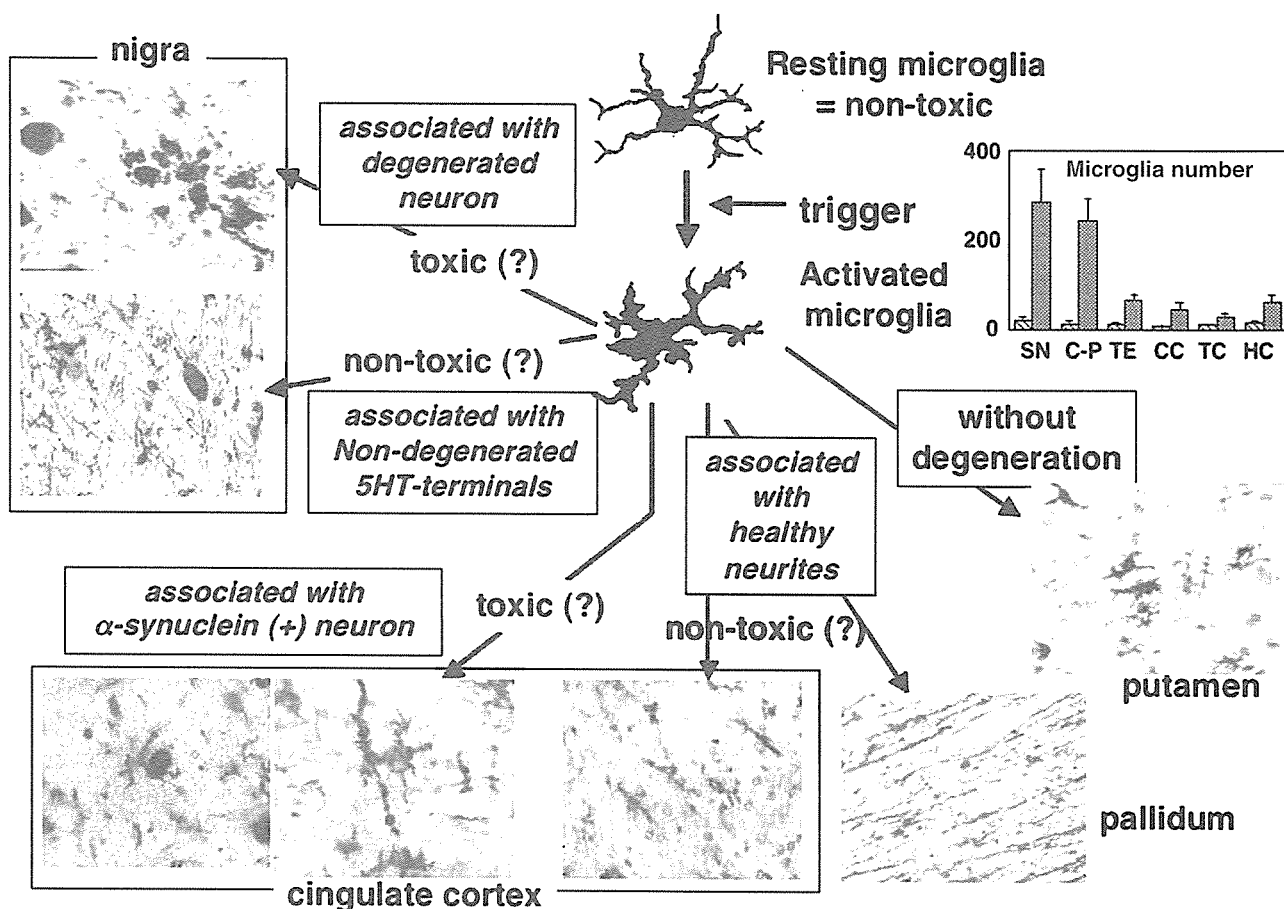 nigra
Resting microglia
= non-toxic
associated with
degenerated
neuron
toxic (?)
trigger
Activated
microglia
400
200
0
Microglia number
SN C-P TE CC TC HC
non-toxic (?)
associated with
Non-degenerated
5HT-terminals
associated
with
healthy
neurites
without
degeneration
associated with
α-synuclein (+) neuron
toxic (?)
non-toxic (?)
putamen
pallidum
cingulate cortex